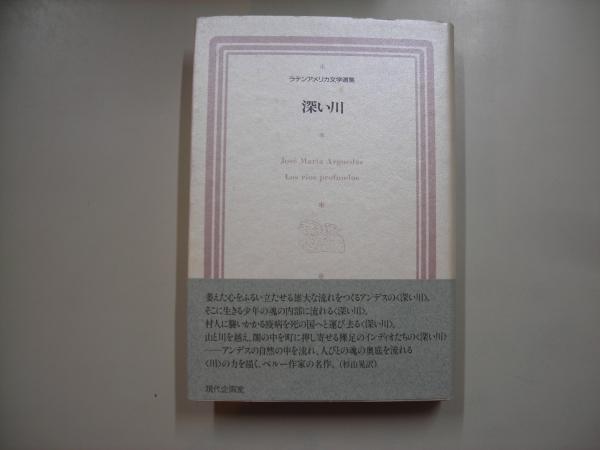 ラテンアメリカ文学選集
深い川
José María Arguedas
Los ríos profundos
萎えた心をふるい立たせる雄大な流れをつくるアンデスの〈深い川〉。
そこに生きる少年の魂の内部に流れる〈深い川〉。
村人に襲いかかる疫病を死の国へと運び去る〈深い川〉。
山と川を越え、闇の中を町に押し寄せる裸足のインディオたちの〈深い川〉
――アンデスの自然の中を流れ、人びとの魂の奥底を流れる
〈川〉の力を描く、ペルー作家の名作。（杉山晃訳）
現代企画室